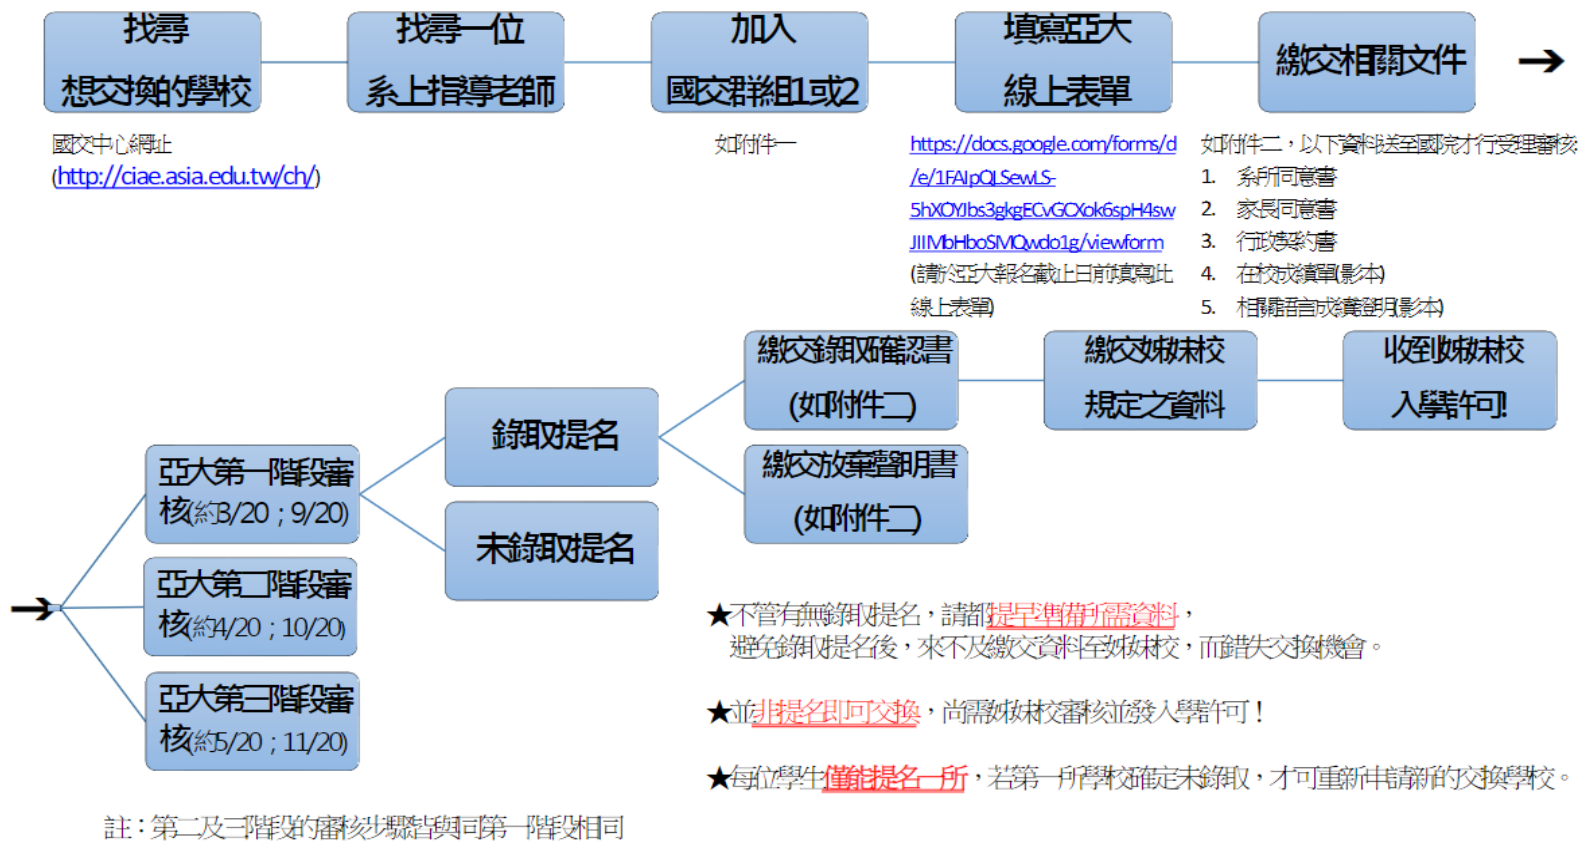 找尋
想交換的學校
找尋一位
系上指導老師
加入
國交群組1或2
填寫亞大
線上表單
繳交相關文件
國交中心網址
(http://ciae.asia.edu.tw/ch/)
如附件一
https://docs.google.com/forms/d
/e/1FAIpQLSewLS-
5hXOYJbs3gkgECvGCXok6spH4sw
JIIMbHboSMQwdo1g/viewform
(請於亞大報名截止日前填寫此
線上表單)
如附件二，以下資料送至國院才行受理審核:
1. 系所同意書
2. 家長同意書
3. 行政契約書
4. 在校成績單(影本)
5. 相關語言成績證明(影本)
亞大第一階段審
核(約3/20；9/20)
亞大第二階段審
核(約4/20；10/20)
亞大第三階段審
核(約5/20；11/20)
錄取提名
未錄取提名
繳交錄取確認書
(如附件二)
繳交放棄聲明書
(如附件二)
繳交姊妹校
規定之資料
收到姊妹校
入學許可!
★不管有無錄取提名，請都提早準備所需資料，
避免錄取提名後，來不及繳交資料至姊妹校，而錯失交換機會。
★並非提名即可交換，尚需姊妹校審核並發入學許可！
★每位學生僅能提名一所，若第一所學校確定未錄取，才可重新申請新的交換學校。
註：第二及三階段的審核步驟皆與同第一階段相同